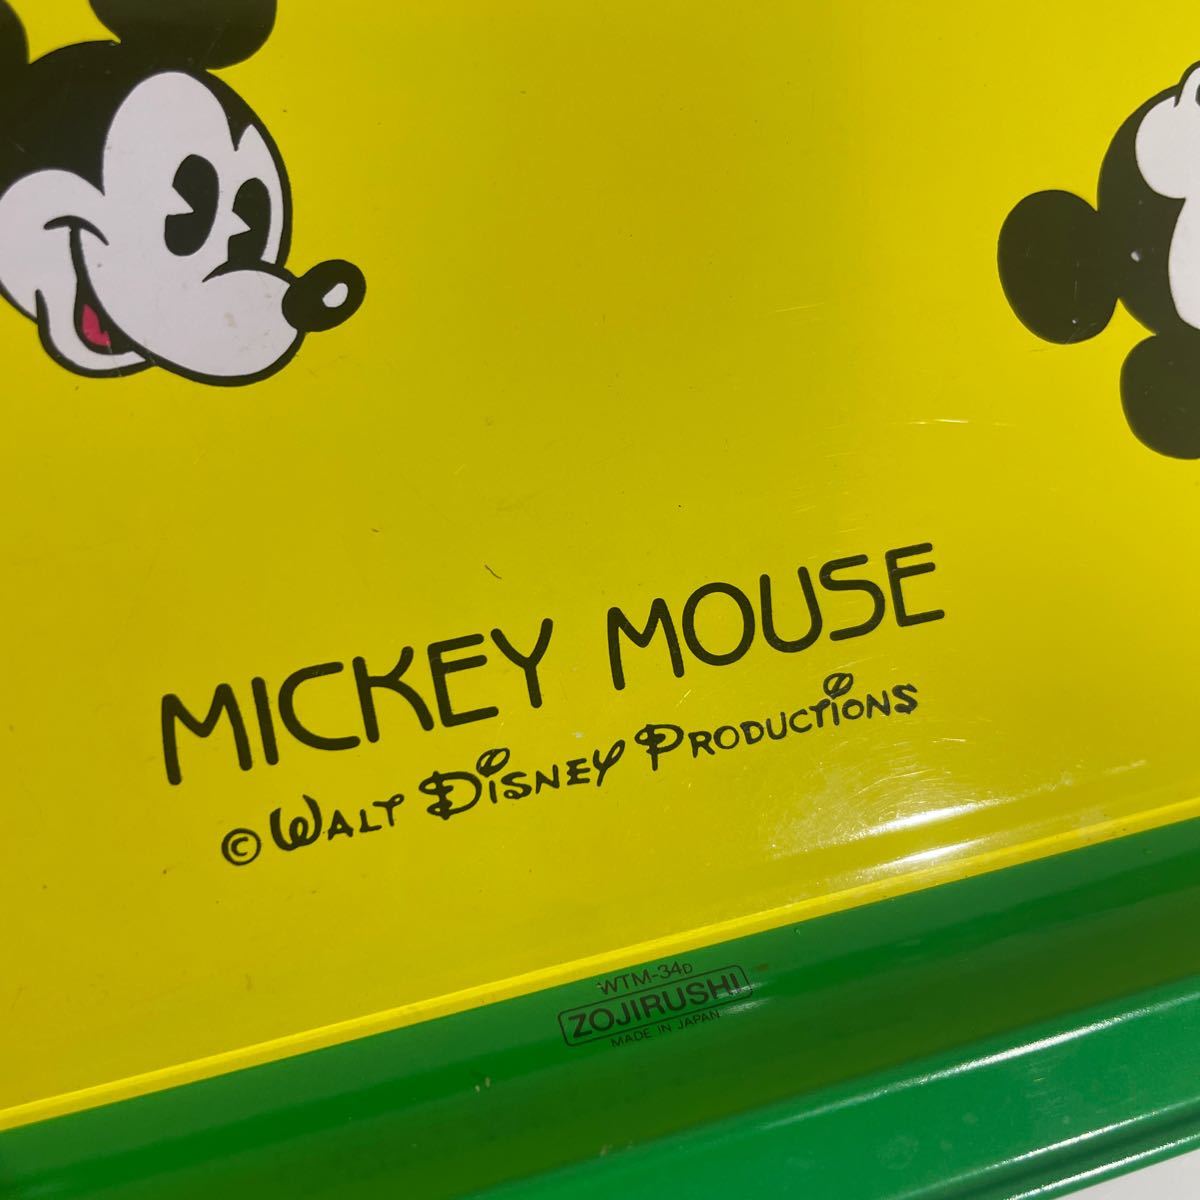 MICKEY MOUSE
© WALT DISNEY PRODUCTIONS
WTM-34D
ZOJIRUSHI
MADE IN JAPAN